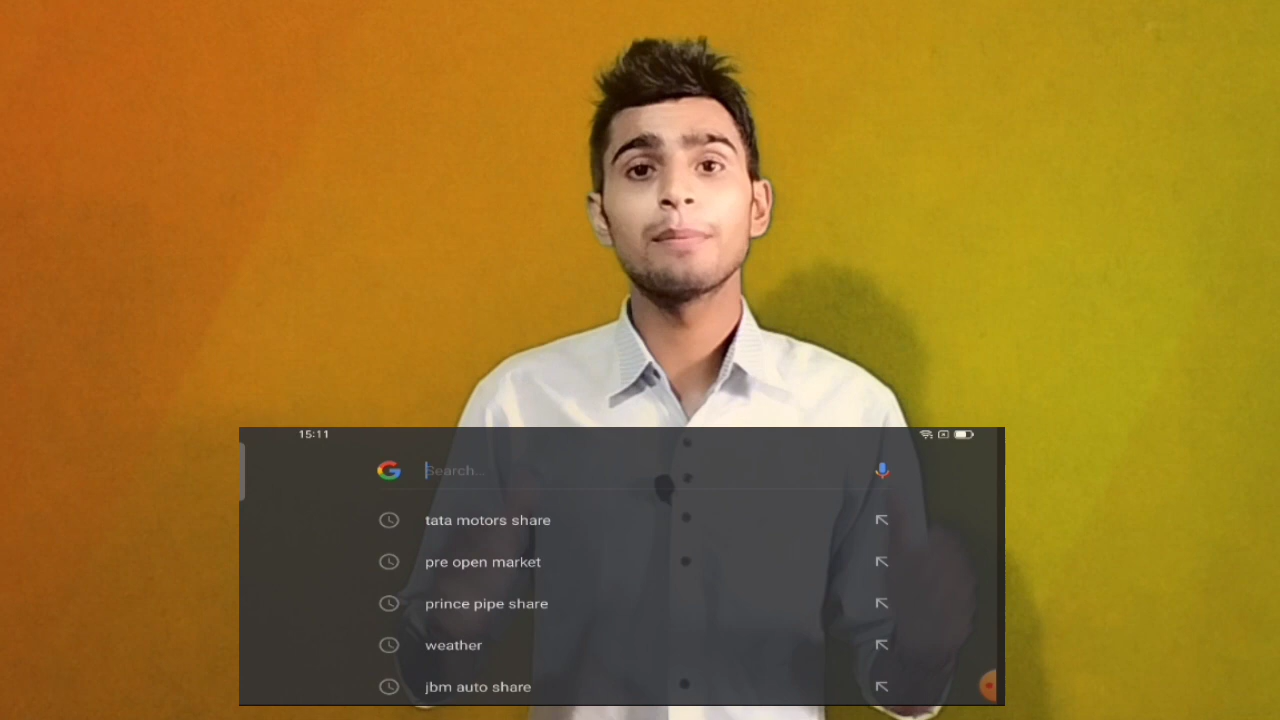 15:11
Search...
tata motors share
pre open market
prince pipe share
weather
jbm auto share